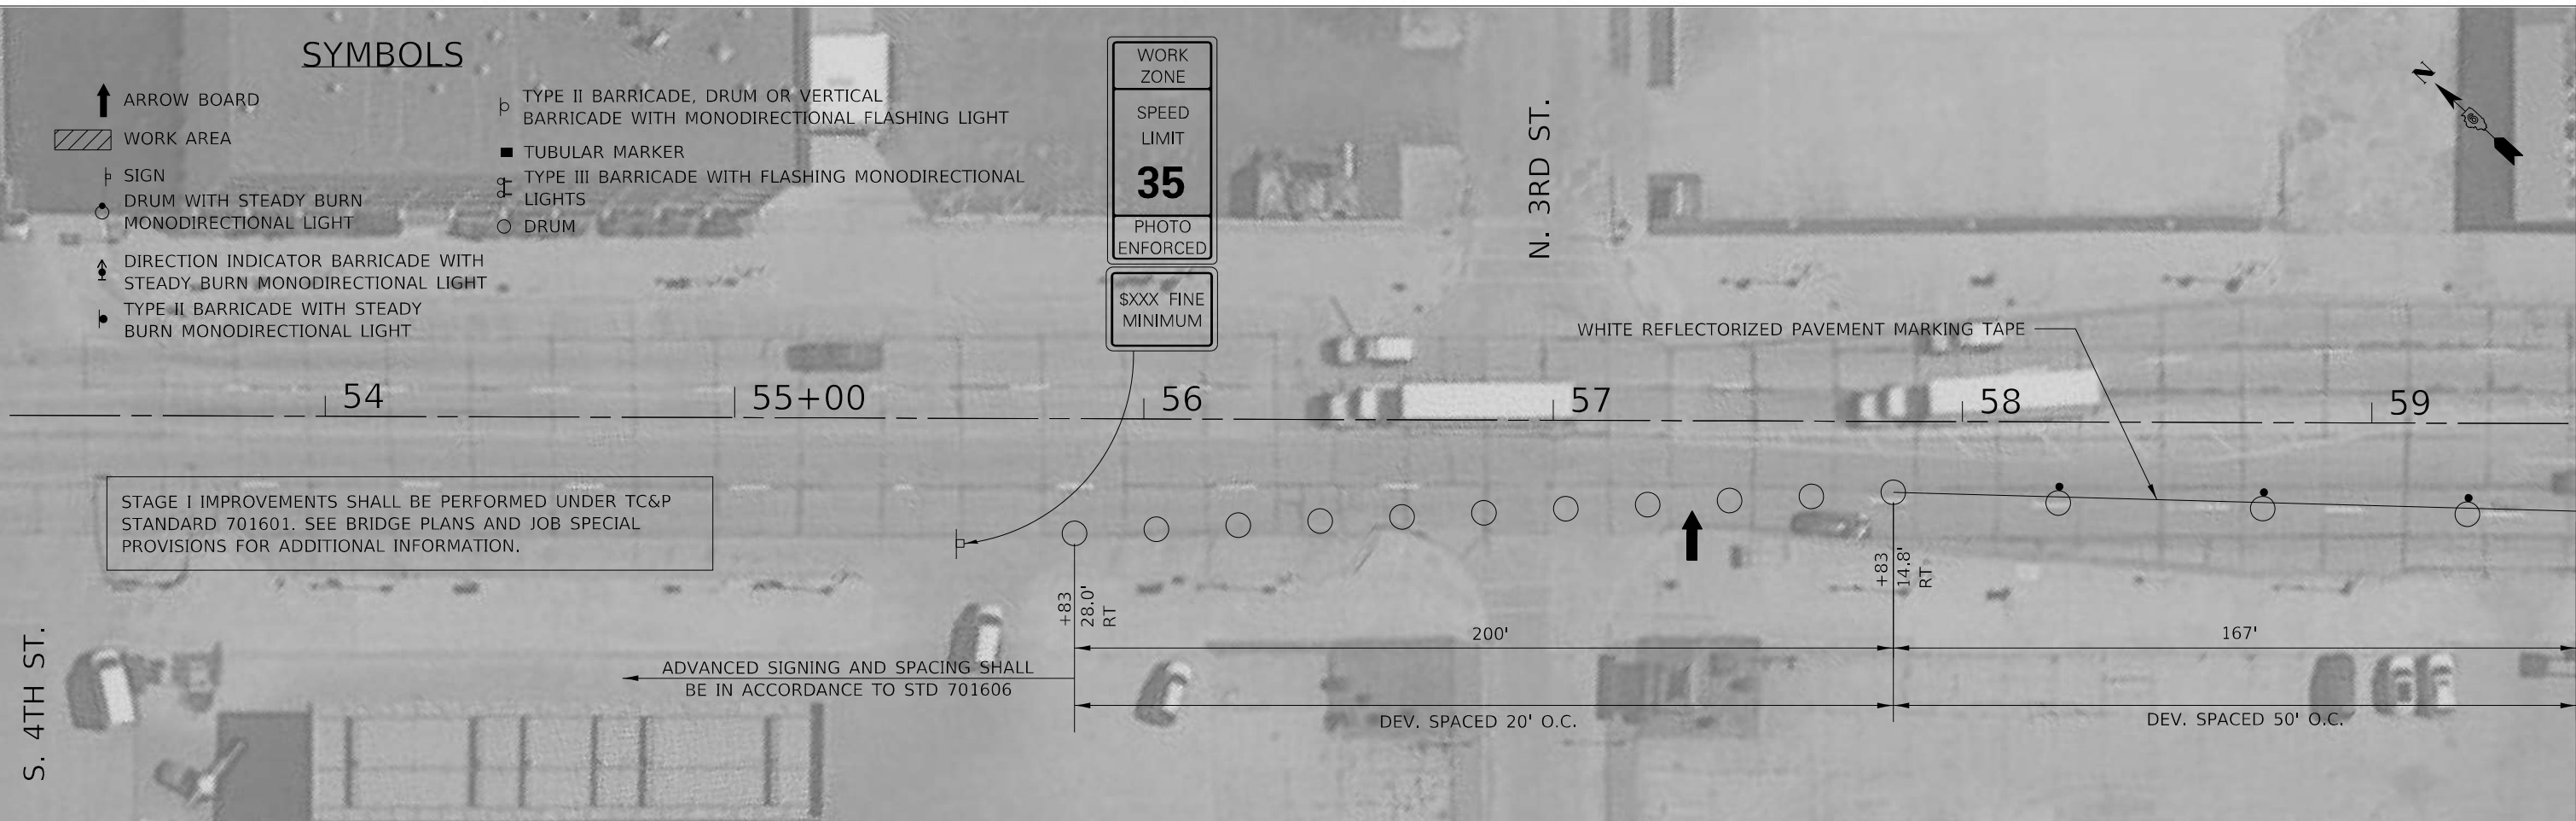 SYMBOLS
ARROW BOARD
WORK AREA
SIGN
DRUM WITH STEADY BURN
MONODIRECTIONAL LIGHT
DIRECTION INDICATOR BARRICADE WITH
STEADY BURN MONODIRECTIONAL LIGHT
TYPE II BARRICADE WITH STEADY
BURN MONODIRECTIONAL LIGHT
TYPE II BARRICADE, DRUM OR VERTICAL
BARRICADE WITH MONODIRECTIONAL FLASHING LIGHT
TUBULAR MARKER
TYPE III BARRICADE WITH FLASHING MONODIRECTIONAL
LIGHTS
DRUM
WORK
ZONE
SPEED
LIMIT
35
PHOTO
ENFORCED
$XXX FINE
MINIMUM
N. 3RD ST.
N
WHITE REFLECTORIZED PAVEMENT MARKING TAPE
54
55+00
56
57
58
59
STAGE I IMPROVEMENTS SHALL BE PERFORMED UNDER TC&P
STANDARD 701601. SEE BRIDGE PLANS AND JOB SPECIAL
PROVISIONS FOR ADDITIONAL INFORMATION.
+83
28.0'
RT
+83
14.8'
RT
S. 4TH ST.
ADVANCED SIGNING AND SPACING SHALL
BE IN ACCORDANCE TO STD 701606
200'
167'
DEV. SPACED 20' O.C.
DEV. SPACED 50' O.C.